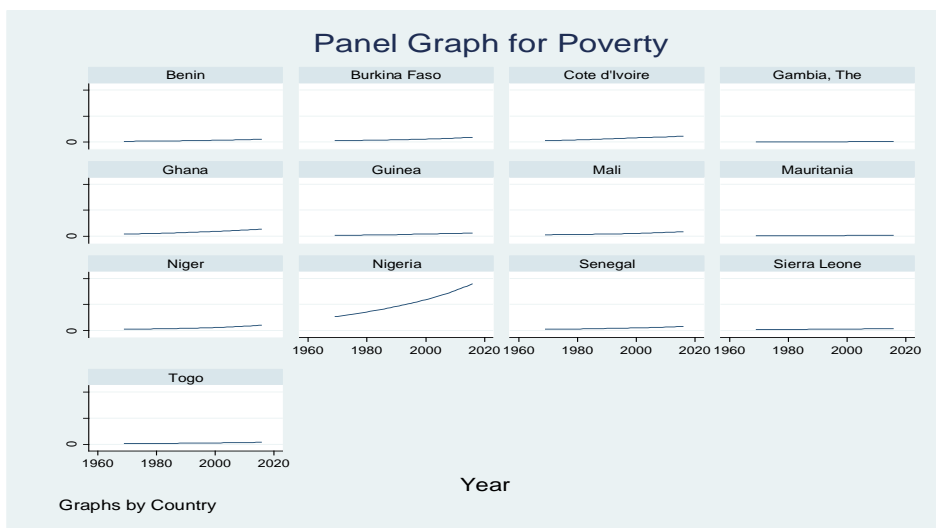 Panel Graph for Poverty
Benin Burkina Faso Cote d'Ivoire Gambia, The
0
Ghana Guinea Mali Mauritania
0
Niger Nigeria Senegal Sierra Leone
0
1960 1980 2000 2020 1960 1980 2000 2020 1960 1980 2000 2020
Togo
0
1960 1980 2000 2020
Year
Graphs by Country